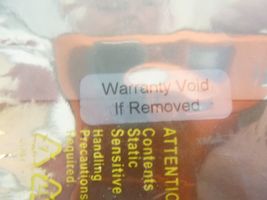 Warranty Void
If Removed
ATTENTION
Contents
Static
Sensitive
Handling
Precautions
Required